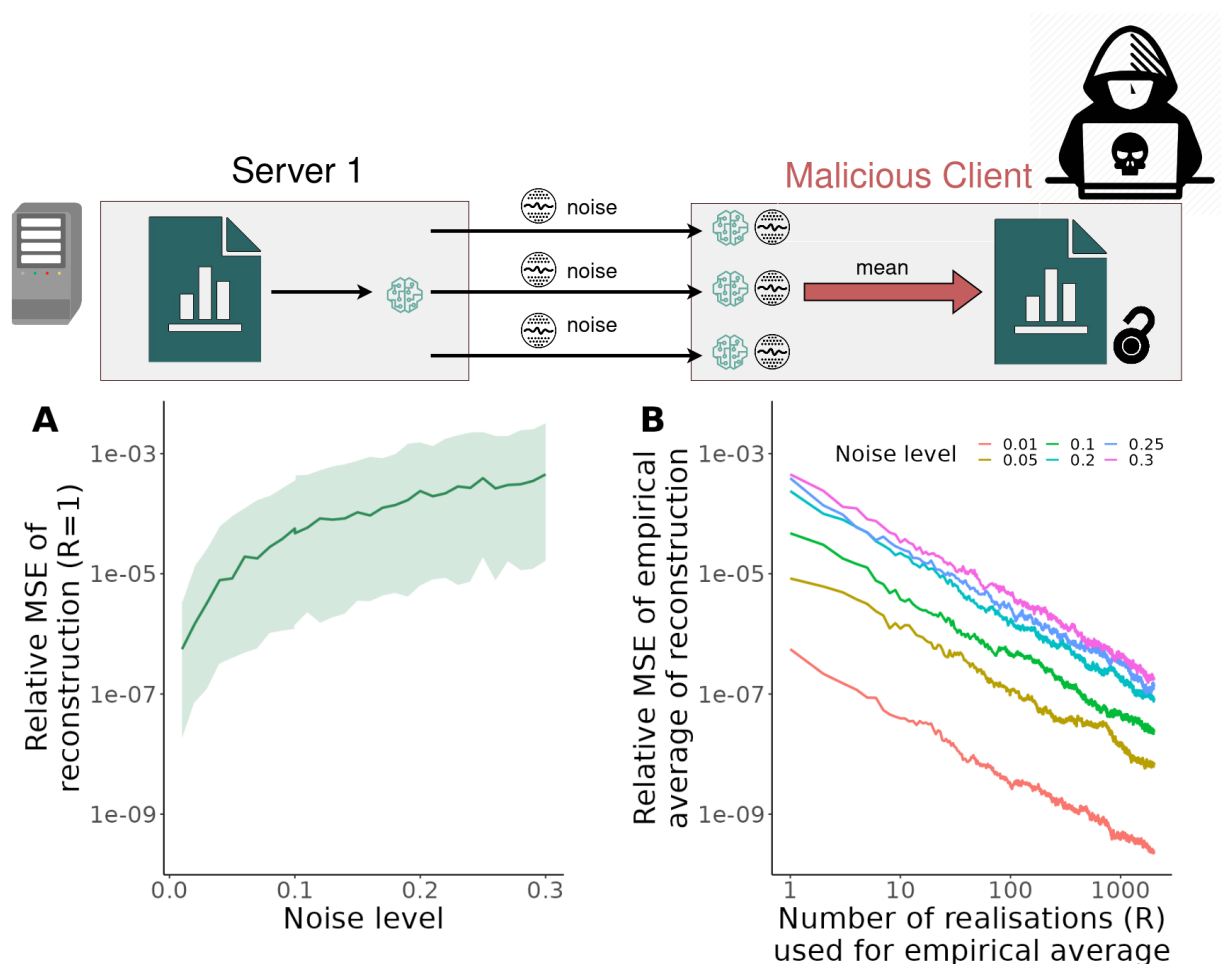 Server 1
Malicious Client
noise
noise
noise
mean
A
Relative MSE of
reconstruction (R=1)
1e-03
1e-05
1e-07
1e-09
0.0
0.1
0.2
0.3
Noise level
B
Relative MSE of empirical
average of reconstruction
1e-03
1e-05
1e-07
1e-09
Noise level
0.01 0.1 0.25
0.05 0.2 0.3
1
10
100
1000
Number of realisations (R)
used for empirical average